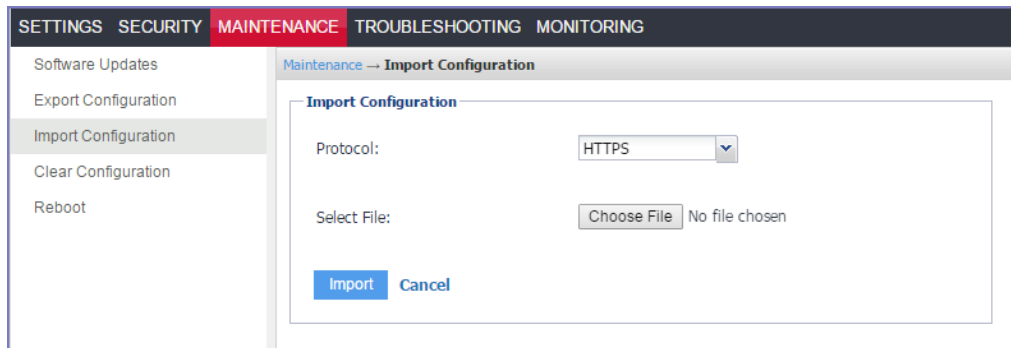 SETTINGS SECURITY MAINTENANCE TROUBLESHOOTING MONITORING
Software Updates
Export Configuration
Import Configuration
Clear Configuration
Reboot
Maintenance → Import Configuration
Import Configuration
Protocol: HTTPS
Select File: Choose File No file chosen
Import Cancel